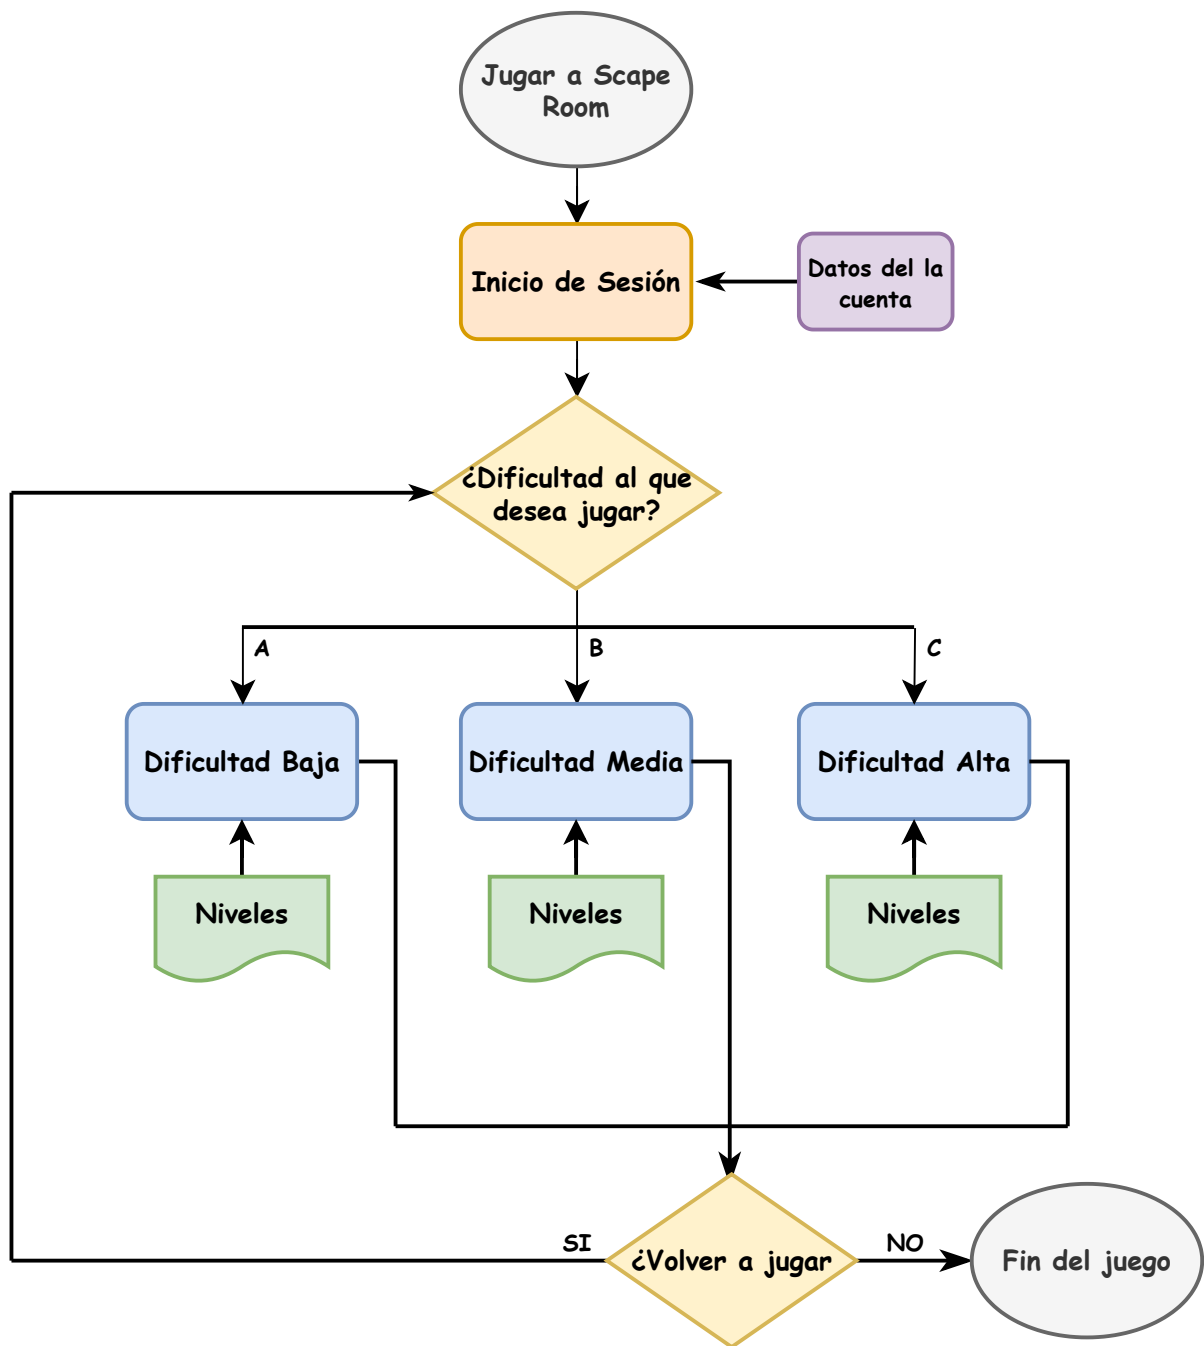 Jugar a Scape
Room
Inicio de Sesión
Datos del la
cuenta
¿Dificultad al que
desea jugar?
A
B
C
Dificultad Baja
Dificultad Media
Dificultad Alta
Niveles
Niveles
Niveles
SI
¿Volver a jugar
NO
Fin del juego